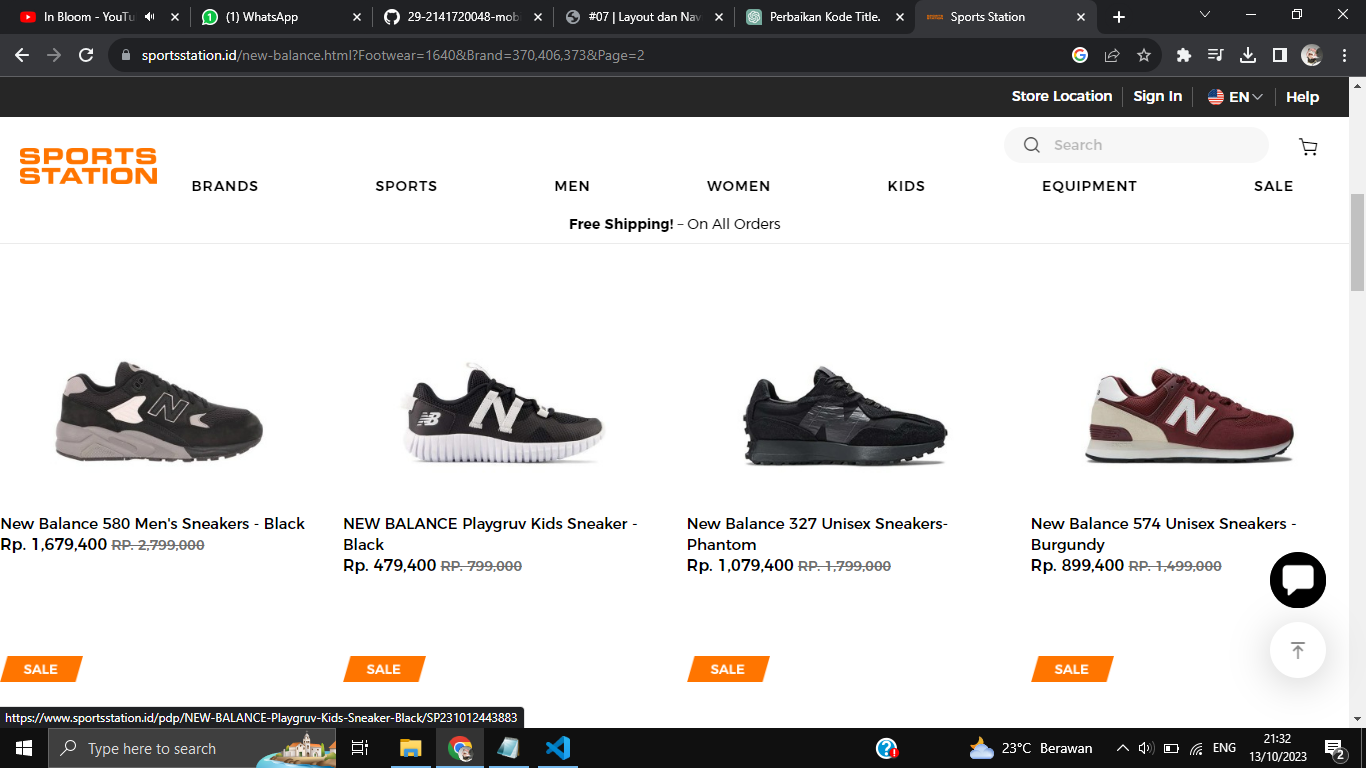 In Bloom - YouTu
(1) WhatsApp
29-2141720048-mobi
#07 | Layout dan Nav
Perbaikan Kode Title.
Sports Station
sportsstation.id/new-balance.html?Footwear=1640&Brand=370,406,373&Page=2
Store Location
Sign In
EN
Help
SPORTS
STATION
Search
BRANDS
SPORTS
MEN
WOMEN
KIDS
EQUIPMENT
SALE
Free Shipping! – On All Orders
New Balance 580 Men's Sneakers - Black
Rp. 1,679,400 RP. 2,799,000
NEW BALANCE Playgruv Kids Sneaker -
Black
Rp. 479,400 RP. 799,000
New Balance 327 Unisex Sneakers-
Phantom
Rp. 1,079,400 RP. 1,799,000
New Balance 574 Unisex Sneakers -
Burgundy
Rp. 899,400 RP. 1,499,000
SALE
SALE
SALE
SALE
https://www.sportsstation.id/pdp/NEW-BALANCE-Playgruv-Kids-Sneaker-Black/SP231012443883
Type here to search
23°C Berawan
ENG
21:32
13/10/2023
2